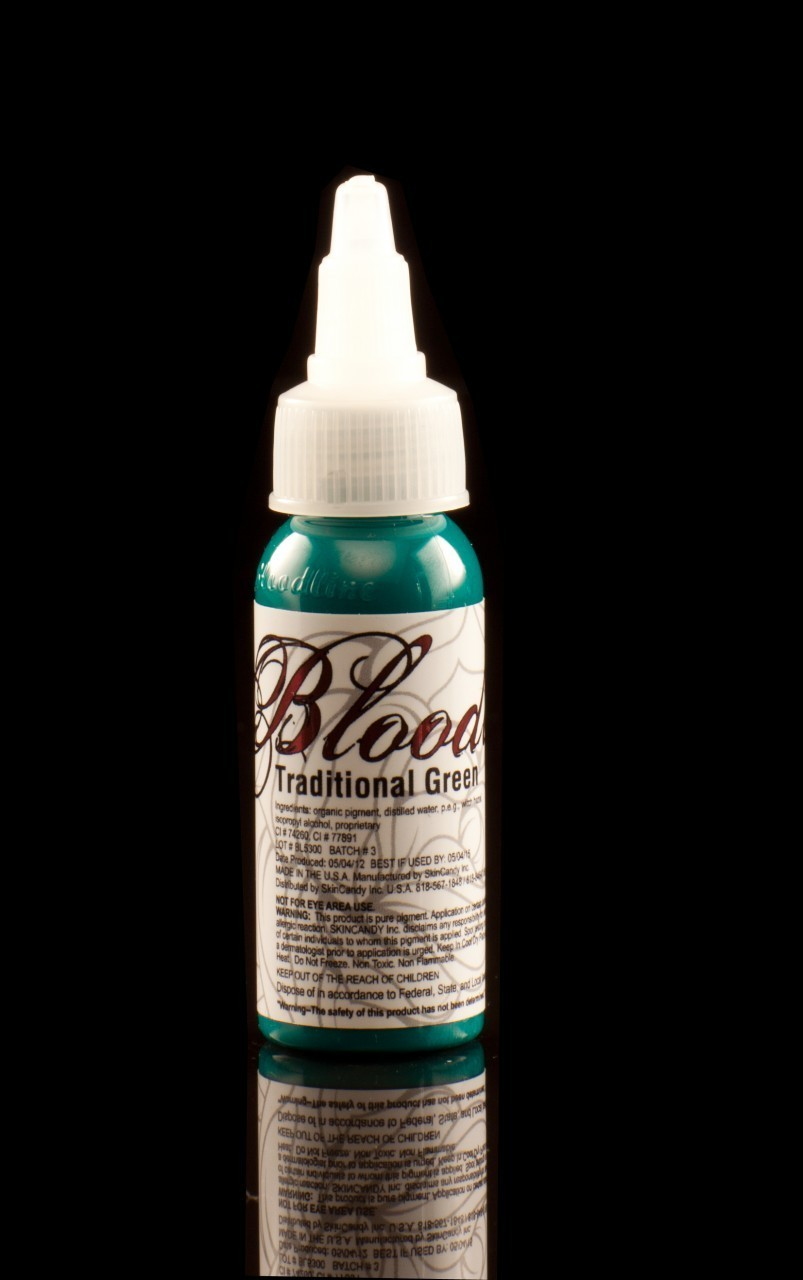 Bloodline
Blood
Traditional Green
Ingredients: organic pigment, distilled water, p.e.g., witch hazel
isopropyl alcohol, proprietary
CI # 74260, CI # 77891
LOT # BLS300 BATCH # 3
Date Produced: 05/04/12 BEST IF USED BY: 05/04/15
MADE IN THE U.S.A. Manufactured by SkinCandy Inc.
Distributed by SkinCandy Inc. U.S.A. 818-567-1848 /
NOT FOR EYE AREA USE.
WARNING: This product is pure pigment. Application on certain
allergic reaction. SKINCANDY Inc. disclaims any responsibility
of certain individuals to whom this pigment is applied.
a dermatologist prior to application is urged. Keep In Cool Dry
Heat. Do Not Freeze. Non Toxic. Non Flammable.
KEEP OUT OF THE REACH OF CHILDREN
Dispose of in accordance to Federal, State, and Local
"Warning–The safety of this product has not been determined